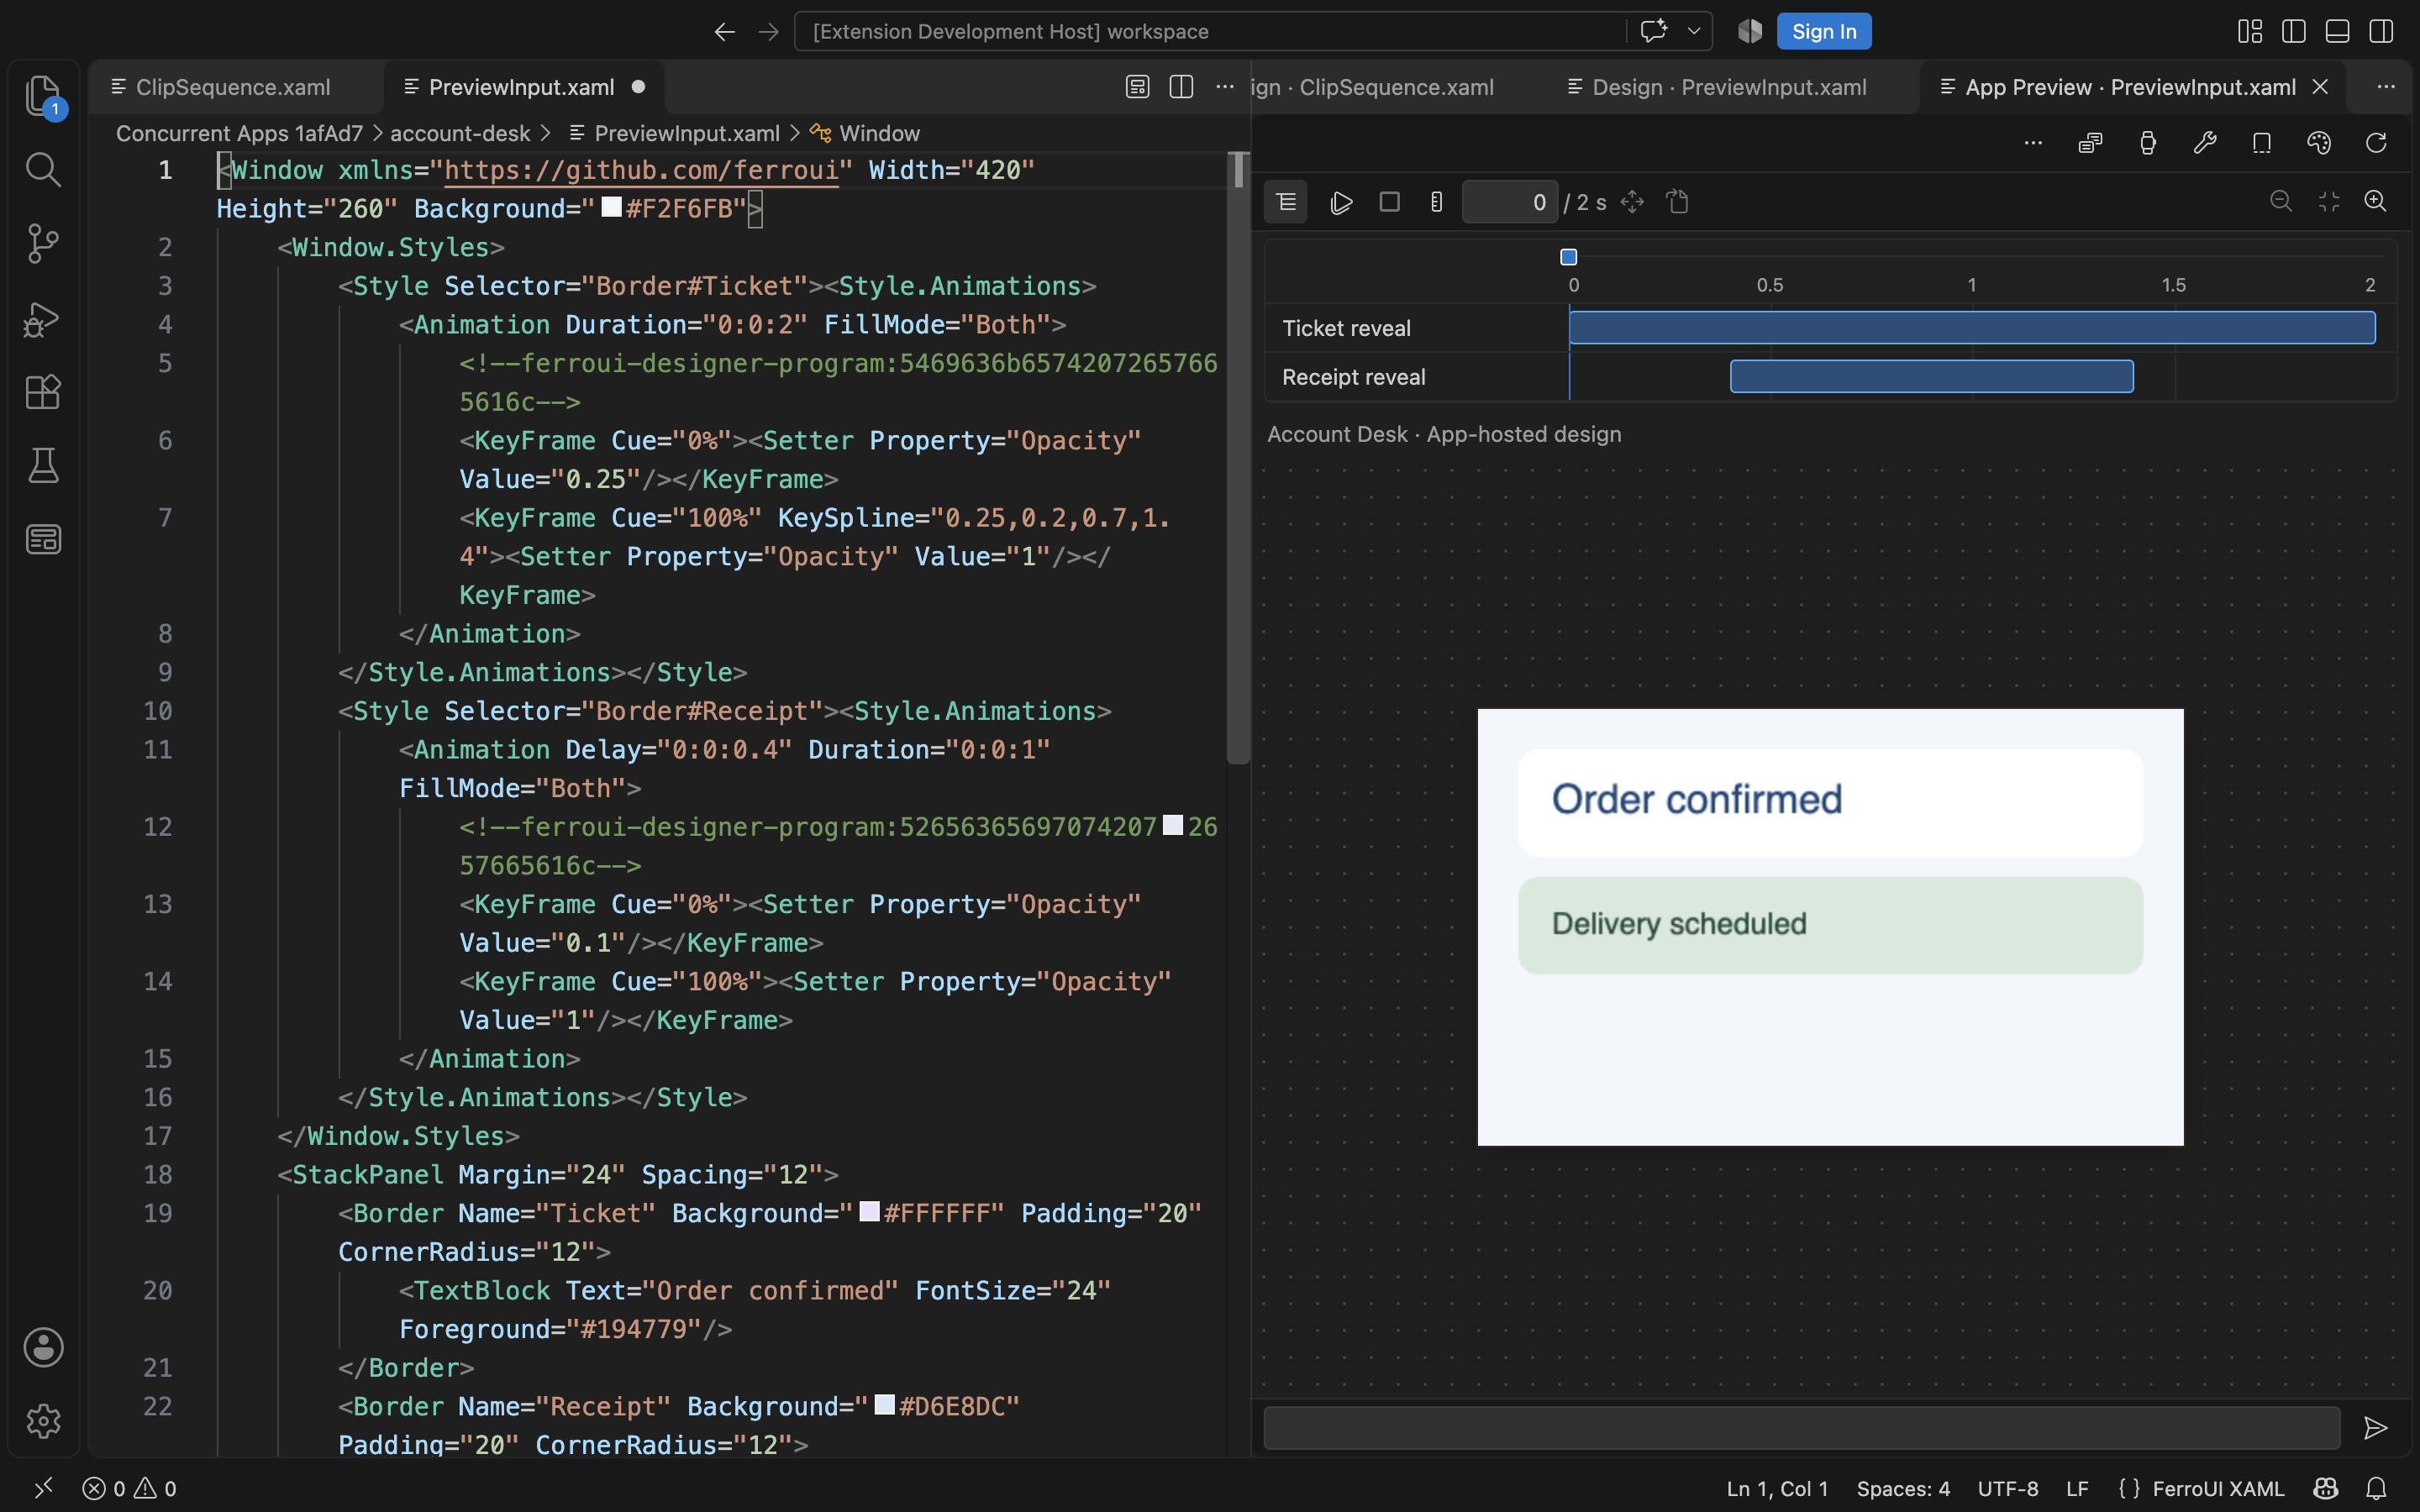 [Extension Development Host] workspace
Sign In
1
ClipSequence.xaml
PreviewInput.xaml
ign · ClipSequence.xaml
Design · PreviewInput.xaml
App Preview · PreviewInput.xaml
Concurrent Apps 1afAd7 > account-desk > PreviewInput.xaml > Window
1 <Window xmlns="https://github.com/ferroui" Width="420"
Height="260" Background="#F2F6FB">
2 <Window.Styles>
3 <Style Selector="Border#Ticket"><Style.Animations>
4 <Animation Duration="0:0:2" FillMode="Both">
5 <!--ferroui-designer-program:5469636b6574207265766
5616c-->
6 <KeyFrame Cue="0%"><Setter Property="Opacity"
Value="0.25"/></KeyFrame>
7 <KeyFrame Cue="100%" KeySpline="0.25,0.2,0.7,1.
4"><Setter Property="Opacity" Value="1"/></
KeyFrame>
8 </Animation>
9 </Style.Animations></Style>
10 <Style Selector="Border#Receipt"><Style.Animations>
11 <Animation Delay="0:0:0.4" Duration="0:0:1"
FillMode="Both">
12 <!--ferroui-designer-program:52656365697074207 26
57665616c-->
13 <KeyFrame Cue="0%"><Setter Property="Opacity"
Value="0.1"/></KeyFrame>
14 <KeyFrame Cue="100%"><Setter Property="Opacity"
Value="1"/></KeyFrame>
15 </Animation>
16 </Style.Animations></Style>
17 </Window.Styles>
18 <StackPanel Margin="24" Spacing="12">
19 <Border Name="Ticket" Background="#FFFFFF" Padding="20"
CornerRadius="12">
20 <TextBlock Text="Order confirmed" FontSize="24"
Foreground="#194779"/>
21 </Border>
22 <Border Name="Receipt" Background="#D6E8DC"
Padding="20" CornerRadius="12">
0 / 2 s
0 0.5 1 1.5 2
Ticket reveal
Receipt reveal
Account Desk · App-hosted design
Order confirmed
Delivery scheduled
0 0
Ln 1, Col 1
Spaces: 4
UTF-8
LF
{ } FerroUI XAML